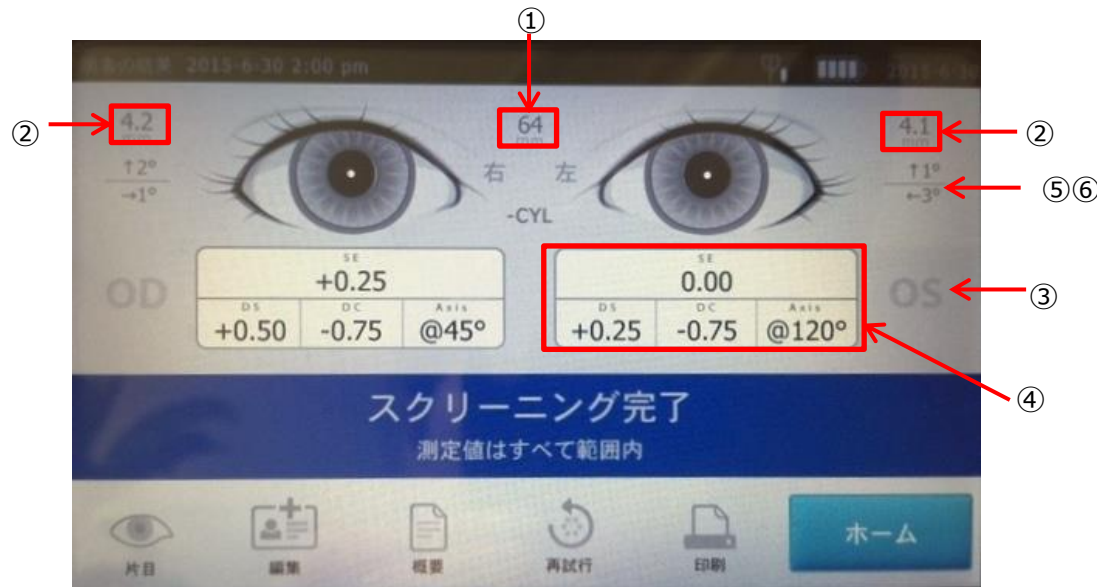 ①
2015-6-30 2:00 pm
② 4.2 mm
64 mm
4.1 mm ②
↑2°
→1°
右 左
↑1°
←3° ⑤⑥
-CYL
OD
SE
+0.25
DS DC Axis
+0.50 -0.75 @45°
SE
0.00
DS DC Axis
+0.25 -0.75 @120°
OS ③
④
スクリーニング完了
測定値はすべて範囲内
片目 編集 概要 再試行 印刷 ホーム